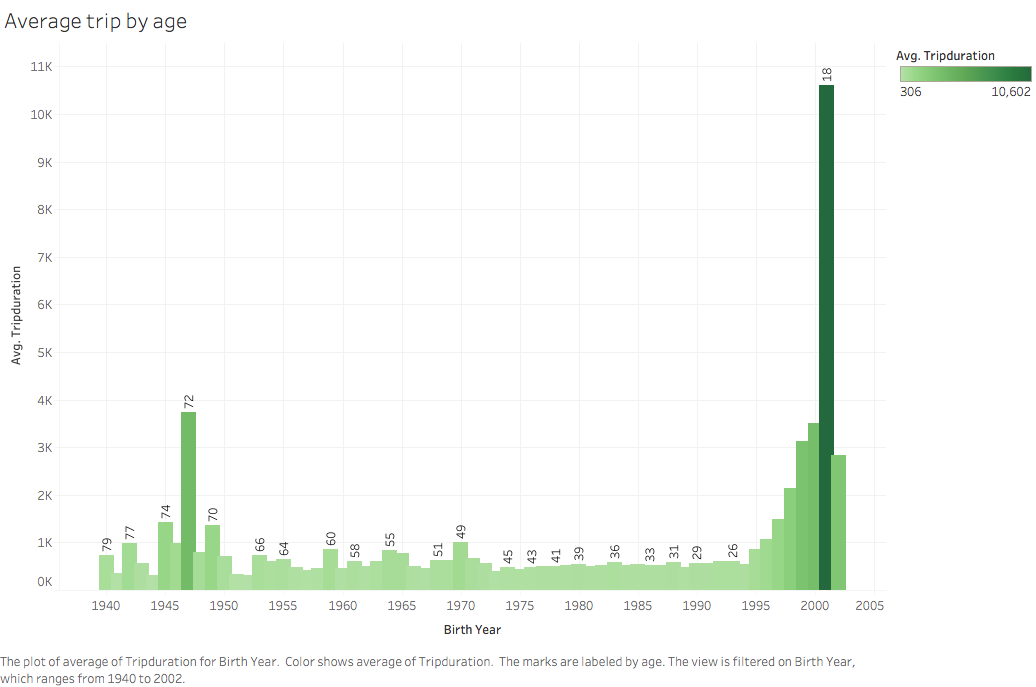 Average trip by age
Avg. Tripduration
306 10,602
11K
10K
9K
8K
7K
6K
5K
4K
3K
2K
1K
0K
Avg. Tripduration
79
77
74
72
70
66
64
60
58
55
51
49
45
43
41
39
36
33
31
29
26
18
1940 1945 1950 1955 1960 1965 1970 1975 1980 1985 1990 1995 2000 2005
Birth Year
The plot of average of Tripduration for Birth Year.  Color shows average of Tripduration.  The marks are labeled by age. The view is filtered on Birth Year,
which ranges from 1940 to 2002.